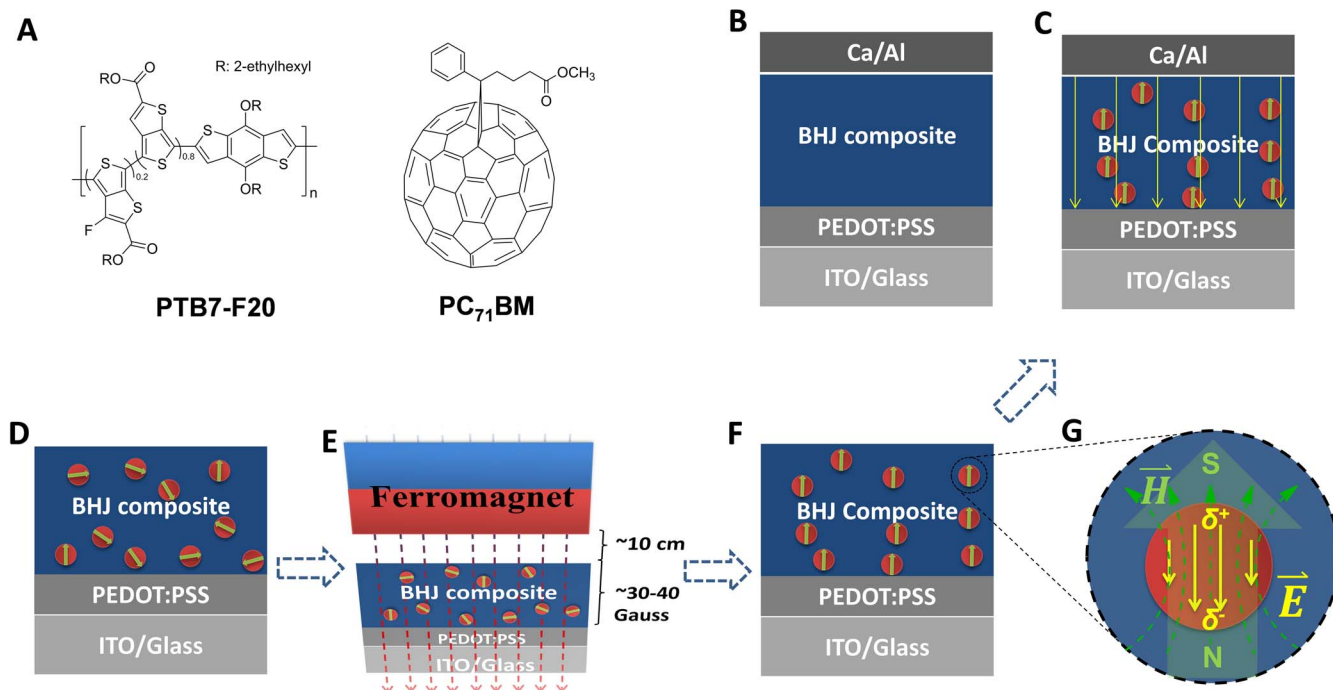 A
RO
O
R: 2-ethylhexyl
S
OR
S
0.8
S
S
0.2
S
OR
n
F
S
O
RO
PTB7-F20
O
OCH₃
PC₇₁BM
B
Ca/Al
BHJ composite
PEDOT:PSS
ITO/Glass
C
Ca/Al
BHJ Composite
PEDOT:PSS
ITO/Glass
D
BHJ composite
PEDOT:PSS
ITO/Glass
E
Ferromagnet
~10 cm
BHJ composite
~30-40
Gauss
PEDOT:PSS
ITO/Glass
F
BHJ Composite
PEDOT:PSS
ITO/Glass
G
S
H
δ⁺
E
δ⁻
N